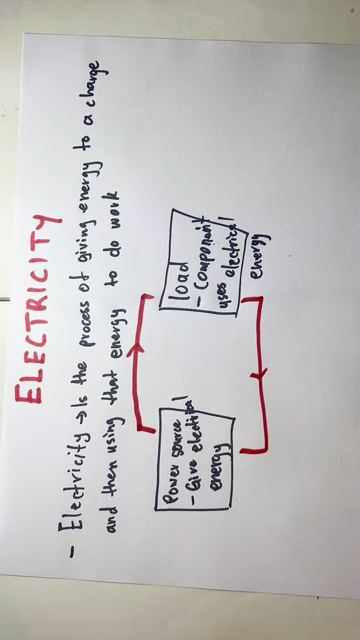 ELECTRICITY
- Electricity → Is the process of giving energy to a charge
and then using that energy to do work
Power source
- Give electrical
energy
load
- Component
uses electrical
energy